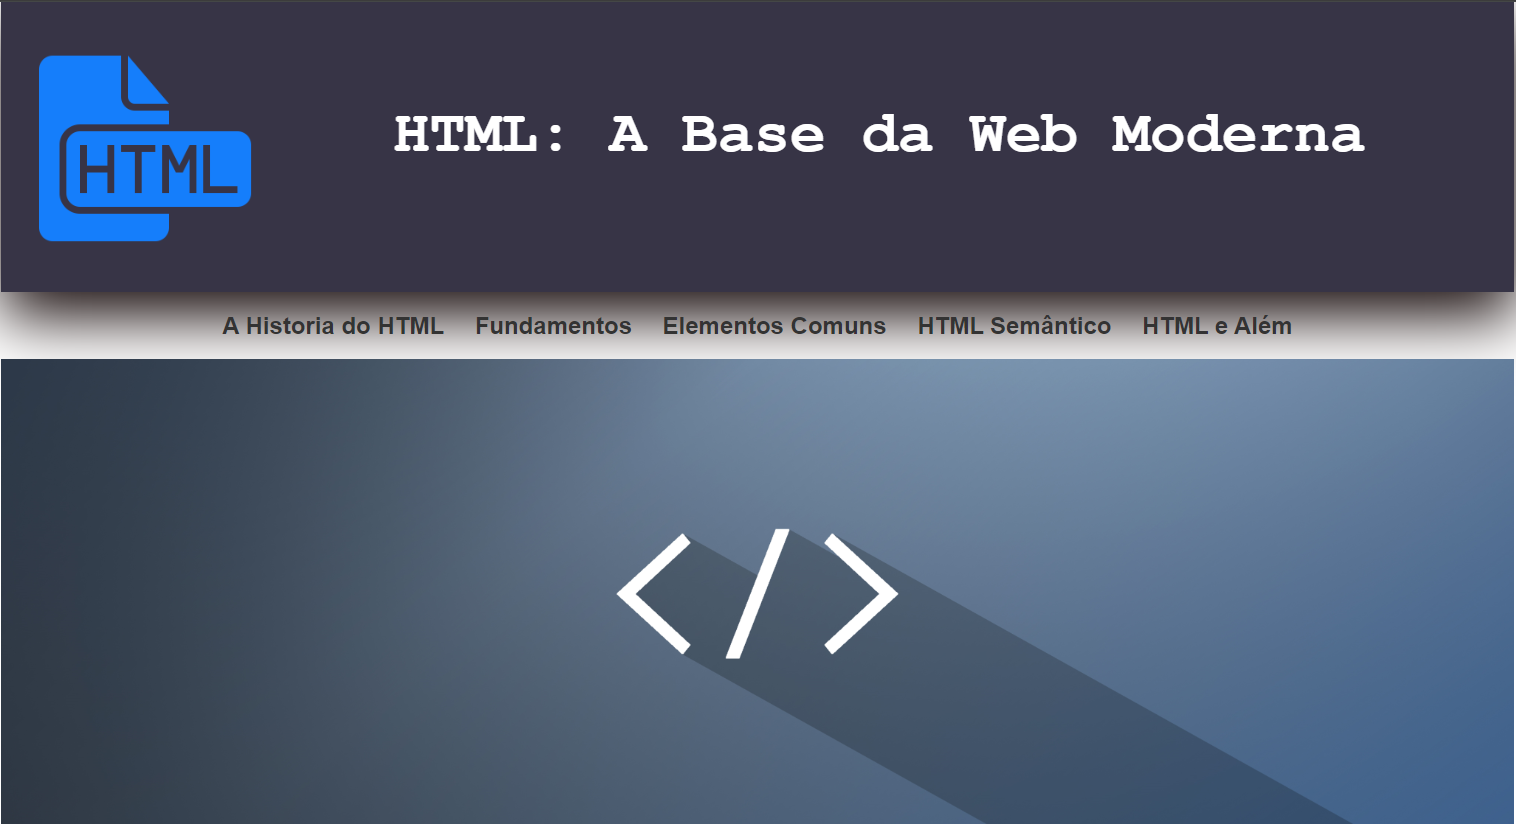 HTML
HTML: A Base da Web Moderna
A Historia do HTML Fundamentos Elementos Comuns HTML Semântico HTML e Além
</>